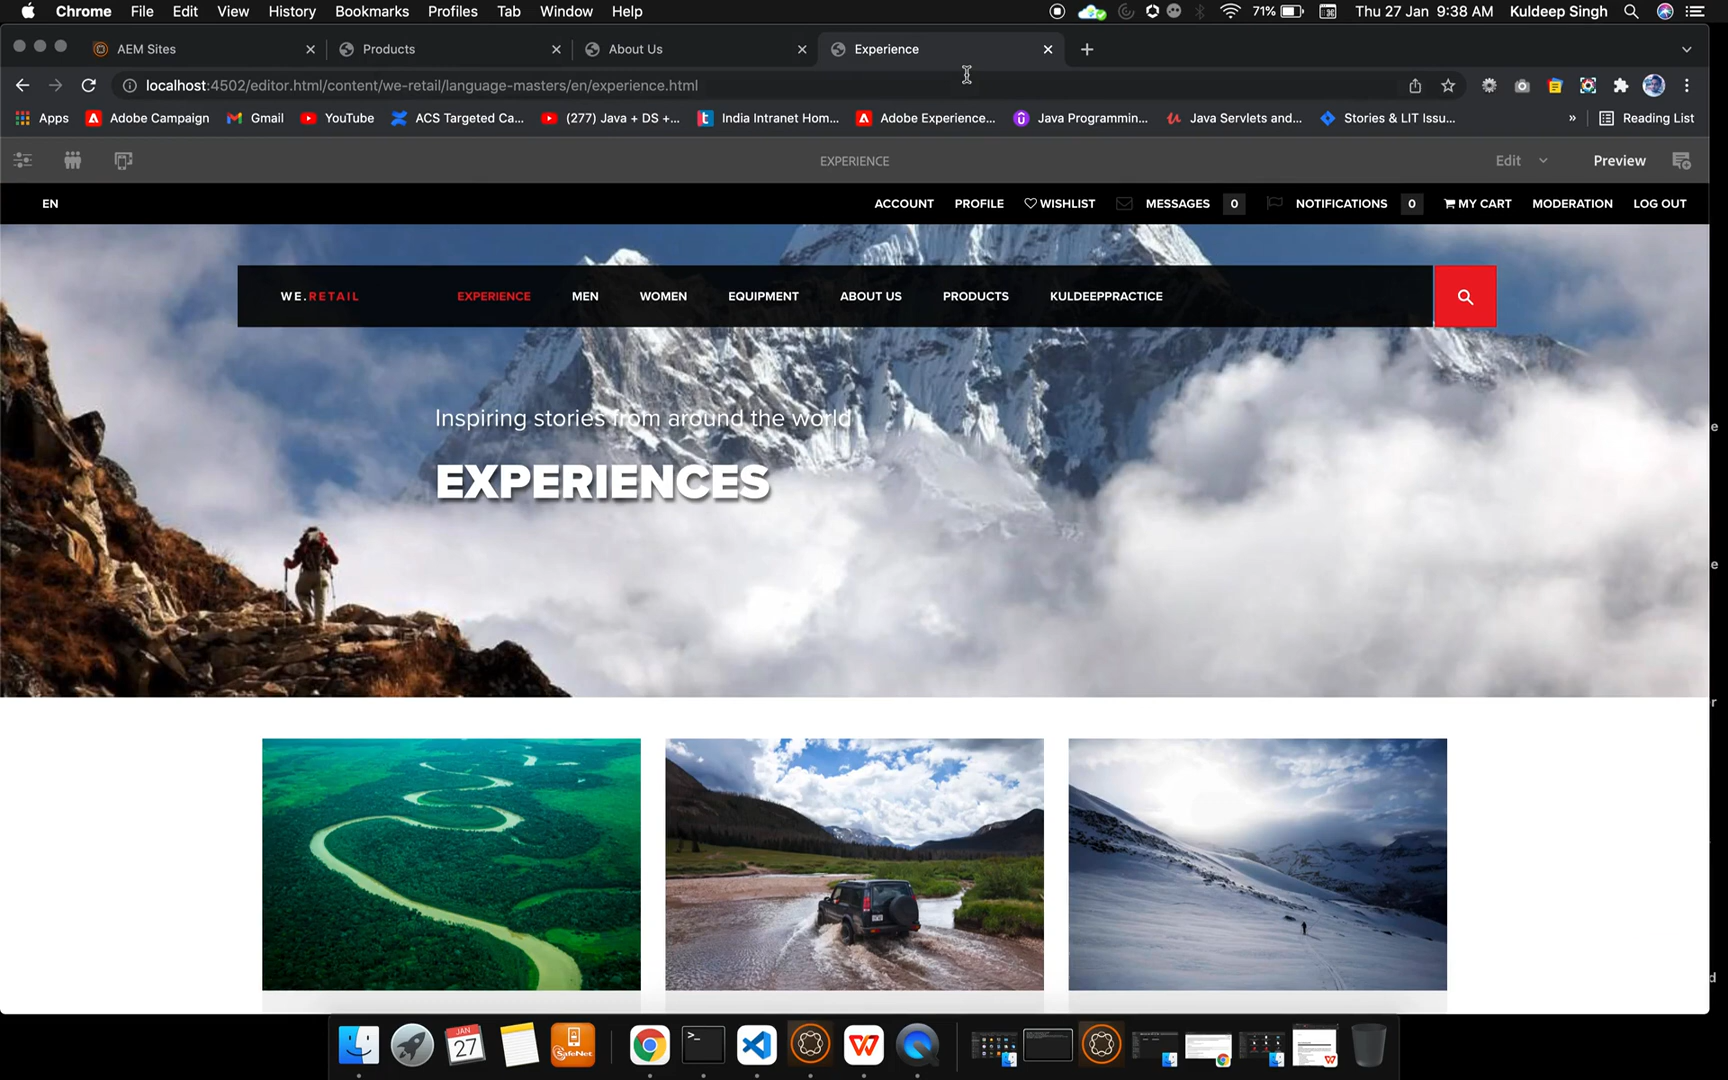 Chrome File Edit View History Bookmarks Profiles Tab Window Help 71% Thu 27 Jan 9:38 AM Kuldeep Singh
AEM Sites Products About Us Experience
localhost:4502/editor.html/content/we-retail/language-masters/en/experience.html
Apps Adobe Campaign Gmail YouTube ACS Targeted Ca... (277) Java + DS +... India Intranet Hom... Adobe Experience... Java Programmin... Java Servlets and... Stories & LIT Issu... » Reading List
EXPERIENCE Edit Preview
EN ACCOUNT PROFILE WISHLIST MESSAGES 0 NOTIFICATIONS 0 MY CART MODERATION LOG OUT
WE.RETAIL EXPERIENCE MEN WOMEN EQUIPMENT ABOUT US PRODUCTS KULDEEPPRACTICE
Inspiring stories from around the world
EXPERIENCES
JAN
27
SafeNet